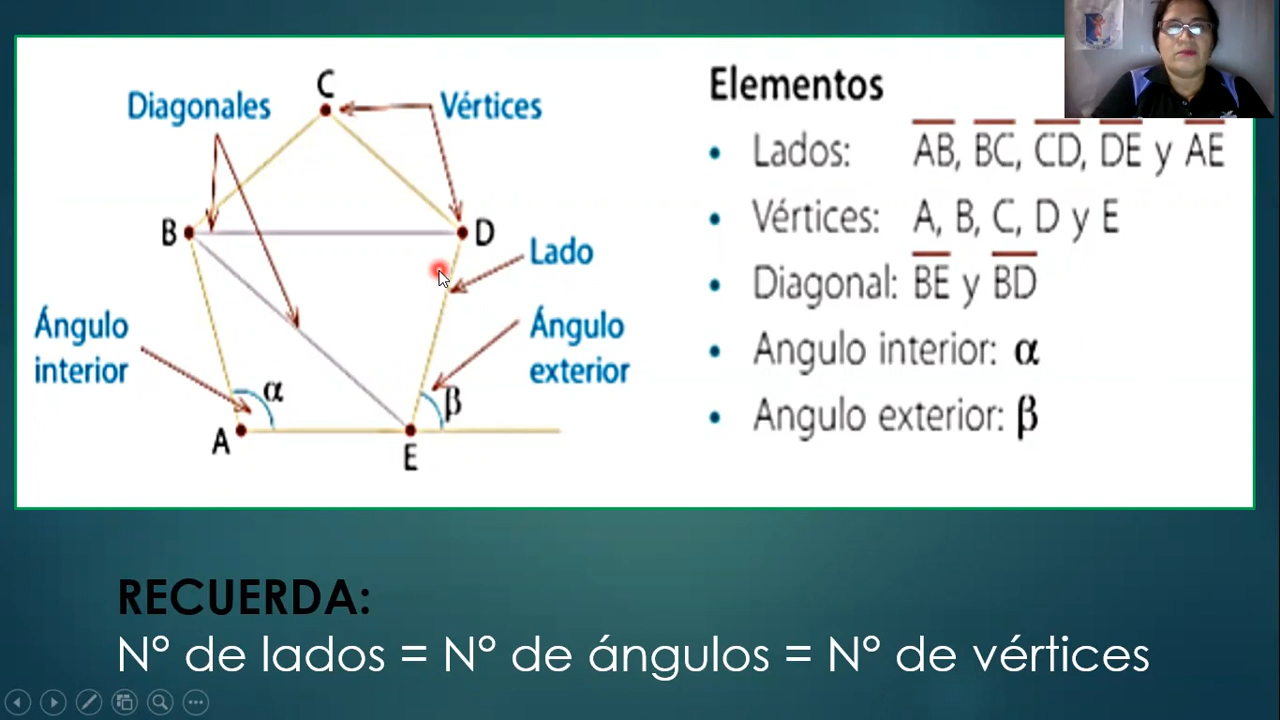 C
Diagonales
Vértices
B
D
Lado
Ángulo
interior
Ángulo
exterior
α
β
A
E
Elementos
• Lados: AB, BC, CD, DE y AE
• Vértices: A, B, C, D y E
• Diagonal: BE y BD
• Angulo interior: α
• Angulo exterior: β
RECUERDA:
N° de lados = N° de ángulos = N° de vértices